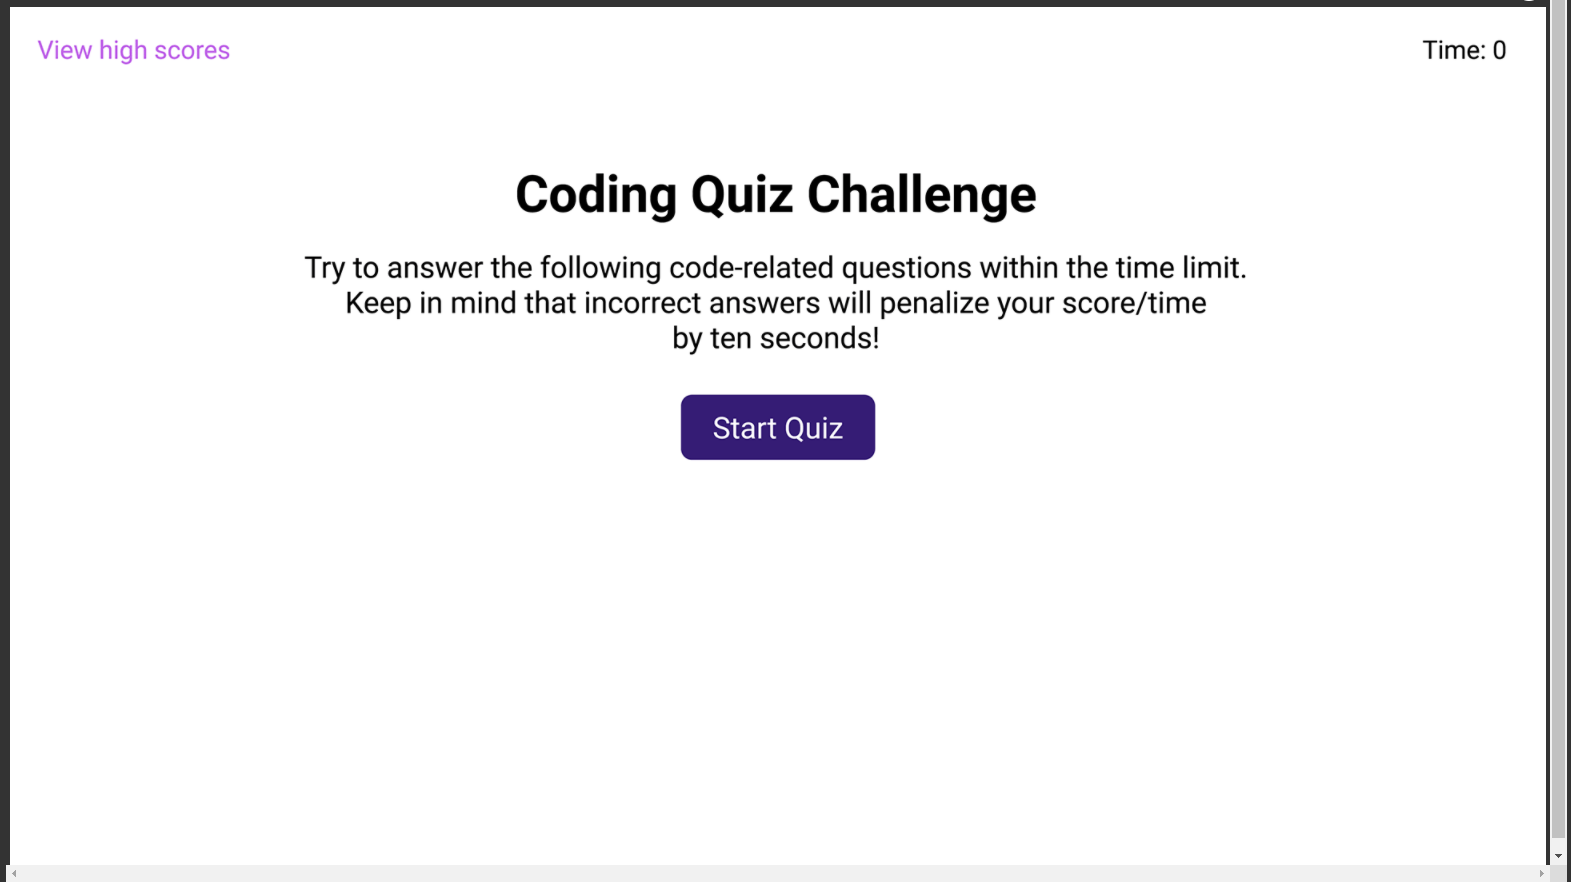 View high scores
Time: 0
Coding Quiz Challenge
Try to answer the following code-related questions within the time limit.
Keep in mind that incorrect answers will penalize your score/time
by ten seconds!
Start Quiz